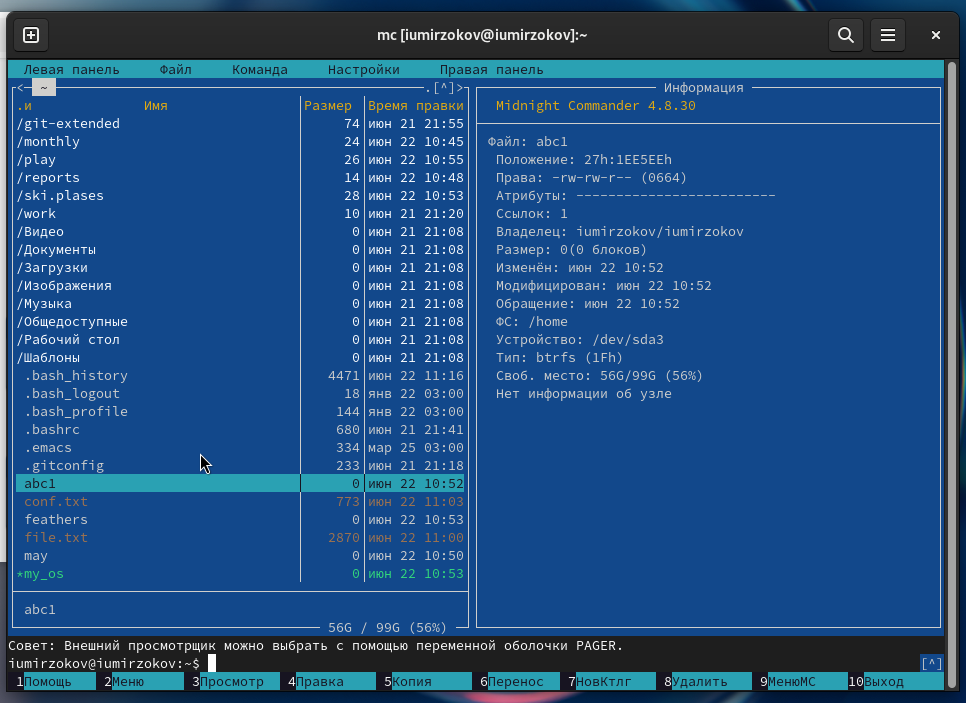 mc [iumirzokov@iumirzokov]:~
Левая панель Файл Команда Настройки Правая панель
<─ ~ .[^]>
.и Имя Размер Время правки
/git-extended 74 июн 21 21:55
/monthly 24 июн 22 10:45
/play 26 июн 22 10:55
/reports 14 июн 22 10:48
/ski.plases 28 июн 22 10:53
/work 10 июн 21 21:20
/Видео 0 июн 21 21:08
/Документы 0 июн 21 21:08
/Загрузки 0 июн 21 21:08
/Изображения 0 июн 21 21:08
/Музыка 0 июн 21 21:08
/Общедоступные 0 июн 21 21:08
/Рабочий стол 0 июн 21 21:08
/Шаблоны 0 июн 21 21:08
.bash_history 4471 июн 22 11:16
.bash_logout 18 янв 22 03:00
.bash_profile 144 янв 22 03:00
.bashrc 680 июн 21 21:41
.emacs 334 мар 25 03:00
.gitconfig 233 июн 21 21:18
abc1 0 июн 22 10:52
conf.txt 773 июн 22 11:03
feathers 0 июн 22 10:53
file.txt 2870 июн 22 11:00
may 0 июн 22 10:50
*my_os 0 июн 22 10:53
abc1
56G / 99G (56%)
Информация
Midnight Commander 4.8.30
Файл: abc1
Положение: 27h:1EE5EEh
Права: -rw-rw-r-- (0664)
Атрибуты: -------------------------
Ссылок: 1
Владелец: iumirzokov/iumirzokov
Размер: 0(0 блоков)
Изменён: июн 22 10:52
Модифицирован: июн 22 10:52
Обращение: июн 22 10:52
ФС: /home
Устройство: /dev/sda3
Тип: btrfs (1Fh)
Своб. место: 56G/99G (56%)
Нет информации об узле
Совет: Внешний просмотрщик можно выбрать с помощью переменной оболочки PAGER.
iumirzokov@iumirzokov:~$ [^]
1Помощь 2Меню 3Просмотр 4Правка 5Копия 6Перенос 7НовКтлг 8Удалить 9МенюMC 10Выход